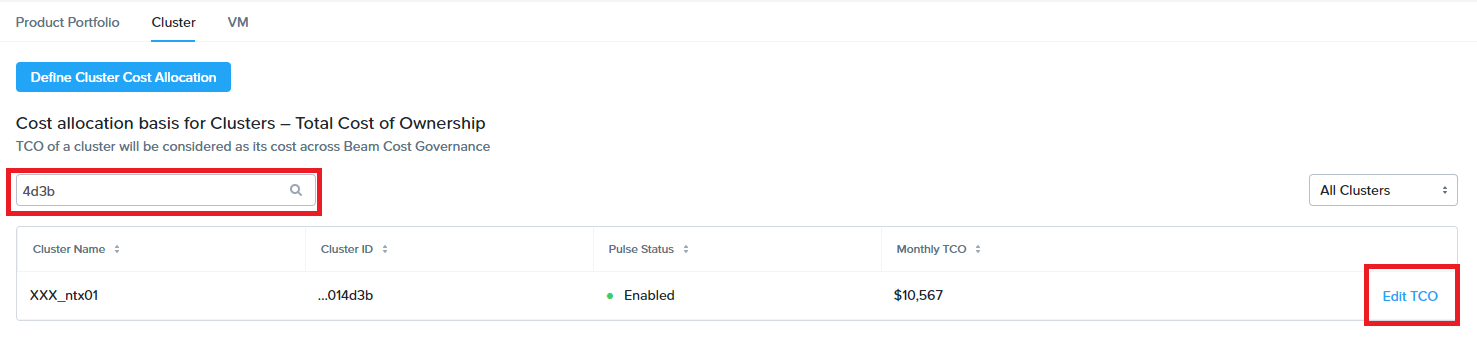 Product Portfolio Cluster VM
Define Cluster Cost Allocation
Cost allocation basis for Clusters – Total Cost of Ownership
TCO of a cluster will be considered as its cost across Beam Cost Governance
4d3b All Clusters
Cluster Name Cluster ID Pulse Status Monthly TCO
XXX_ntx01 ...014d3b Enabled $10,567 Edit TCO